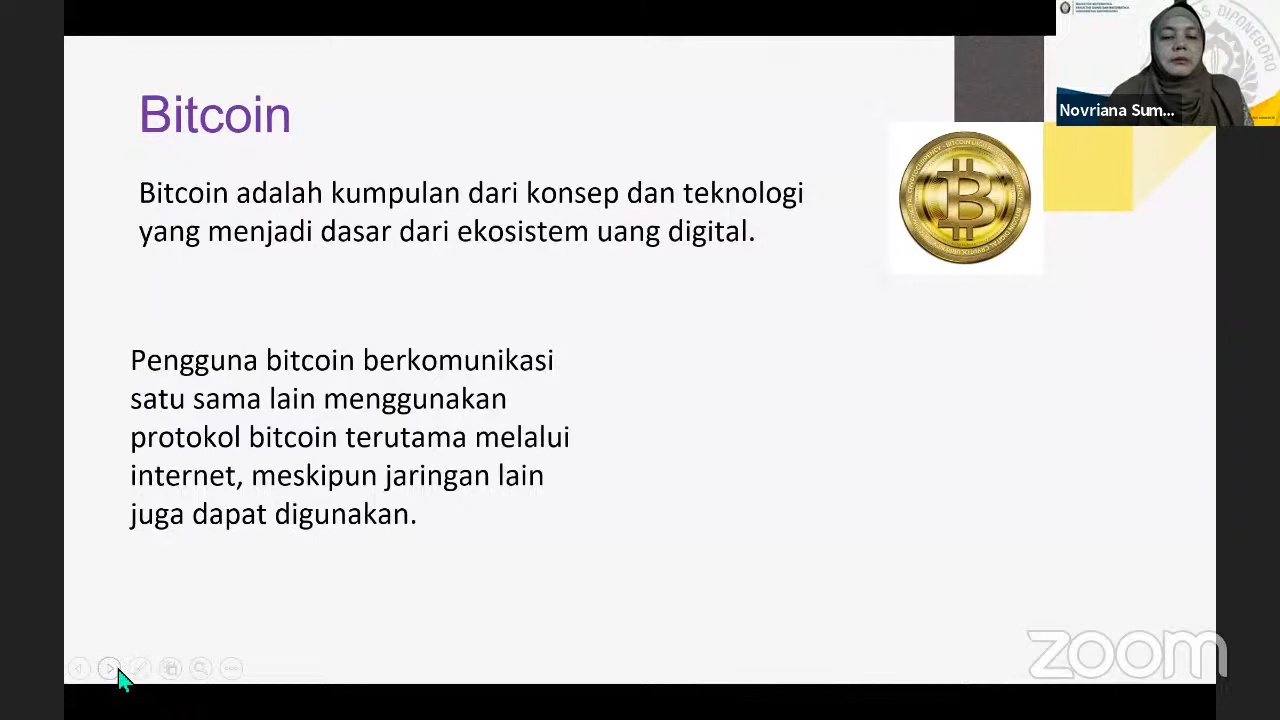 Bitcoin
Bitcoin adalah kumpulan dari konsep dan teknologi
yang menjadi dasar dari ekosistem uang digital.
Pengguna bitcoin berkomunikasi
satu sama lain menggunakan
protokol bitcoin terutama melalui
internet, meskipun jaringan lain
juga dapat digunakan.
Novriana Sum...
DIPONEGORO
B
zoom